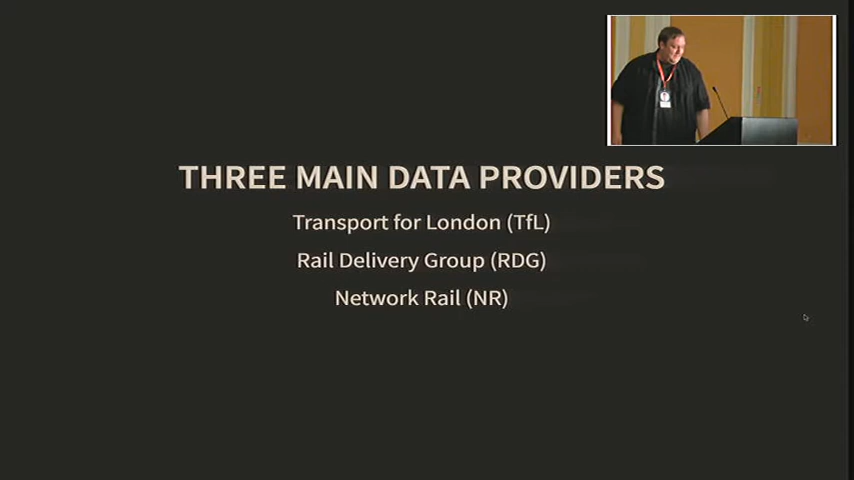 THREE MAIN DATA PROVIDERS
Transport for London (TfL)
Rail Delivery Group (RDG)
Network Rail (NR)